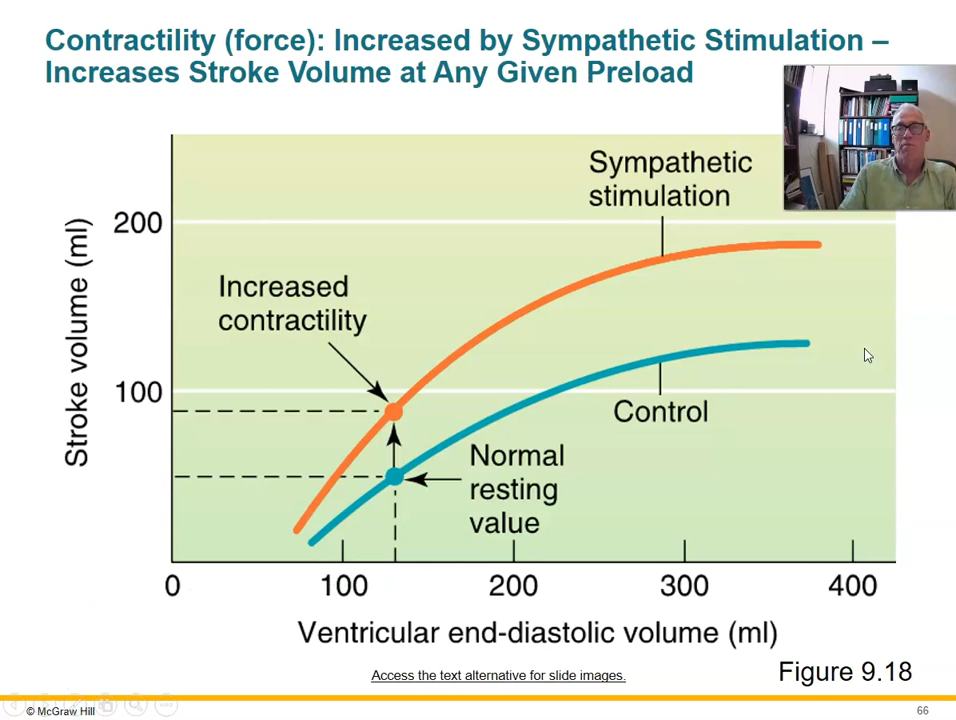 Contractility (force): Increased by Sympathetic Stimulation –
Increases Stroke Volume at Any Given Preload
Sympathetic
stimulation
200
Increased
contractility
100
Control
Normal
resting
value
Stroke volume (ml)
0
100
200
300
400
Ventricular end-diastolic volume (ml)
Access the text alternative for slide images.
Figure 9.18
© McGraw Hill
66